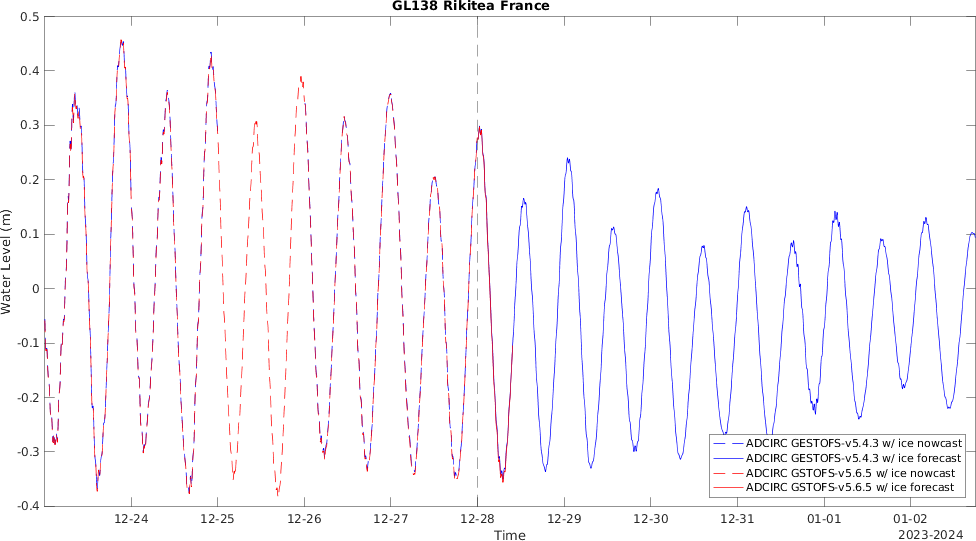 GL138 Rikitea France
0.5
0.4
0.3
0.2
0.1
0
-0.1
-0.2
-0.3
-0.4
Water Level (m)
ADCIRC GESTOFS-v5.4.3 w/ ice nowcast
ADCIRC GESTOFS-v5.4.3 w/ ice forecast
ADCIRC GSTOFS-v5.6.5 w/ ice nowcast
ADCIRC GSTOFS-v5.6.5 w/ ice forecast
12-24 12-25 12-26 12-27 12-28 12-29 12-30 12-31 01-01 01-02
Time
2023-2024